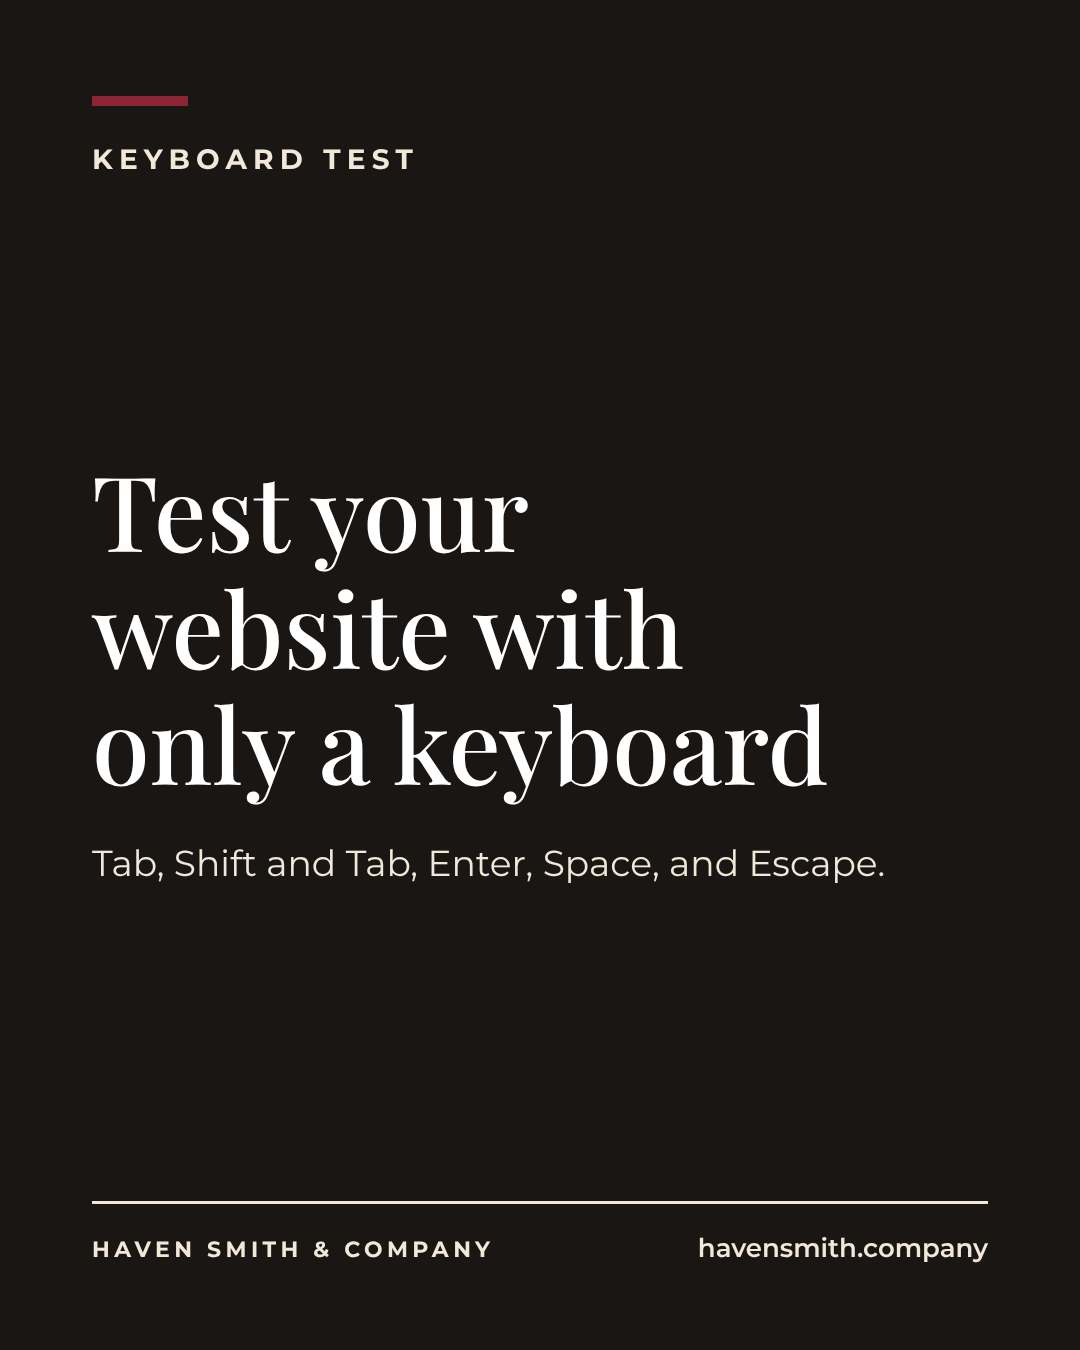 KEYBOARD TEST
Test your
website with
only a keyboard
Tab, Shift and Tab, Enter, Space, and Escape.
HAVEN SMITH & COMPANY
havensmith.company